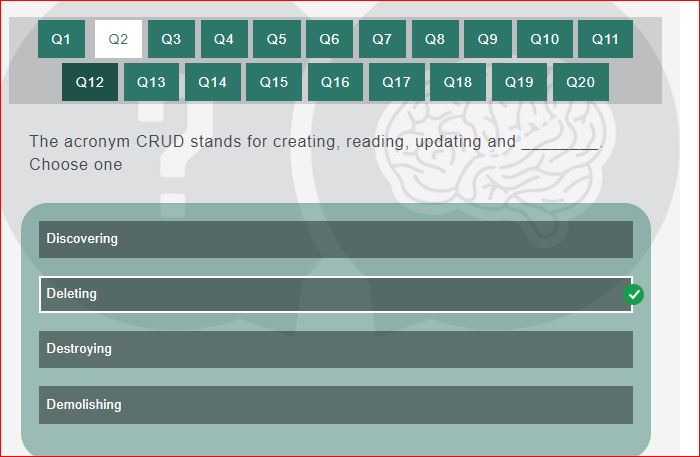 Q1 Q2 Q3 Q4 Q5 Q6 Q7 Q8 Q9 Q10 Q11
Q12 Q13 Q14 Q15 Q16 Q17 Q18 Q19 Q20
The acronym CRUD stands for creating, reading, updating and ________.
Choose one
Discovering
Deleting
Destroying
Demolishing